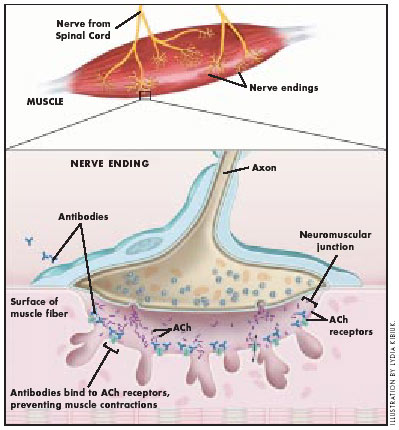 Nerve from
Spinal Cord
Nerve endings
MUSCLE
NERVE ENDING
Axon
Antibodies
Neuromuscular
junction
Surface of
muscle fiber
ACh
ACh
receptors
Antibodies bind to ACh receptors,
preventing muscle contractions
ILLUSTRATION BY LYDIA KIBIUK